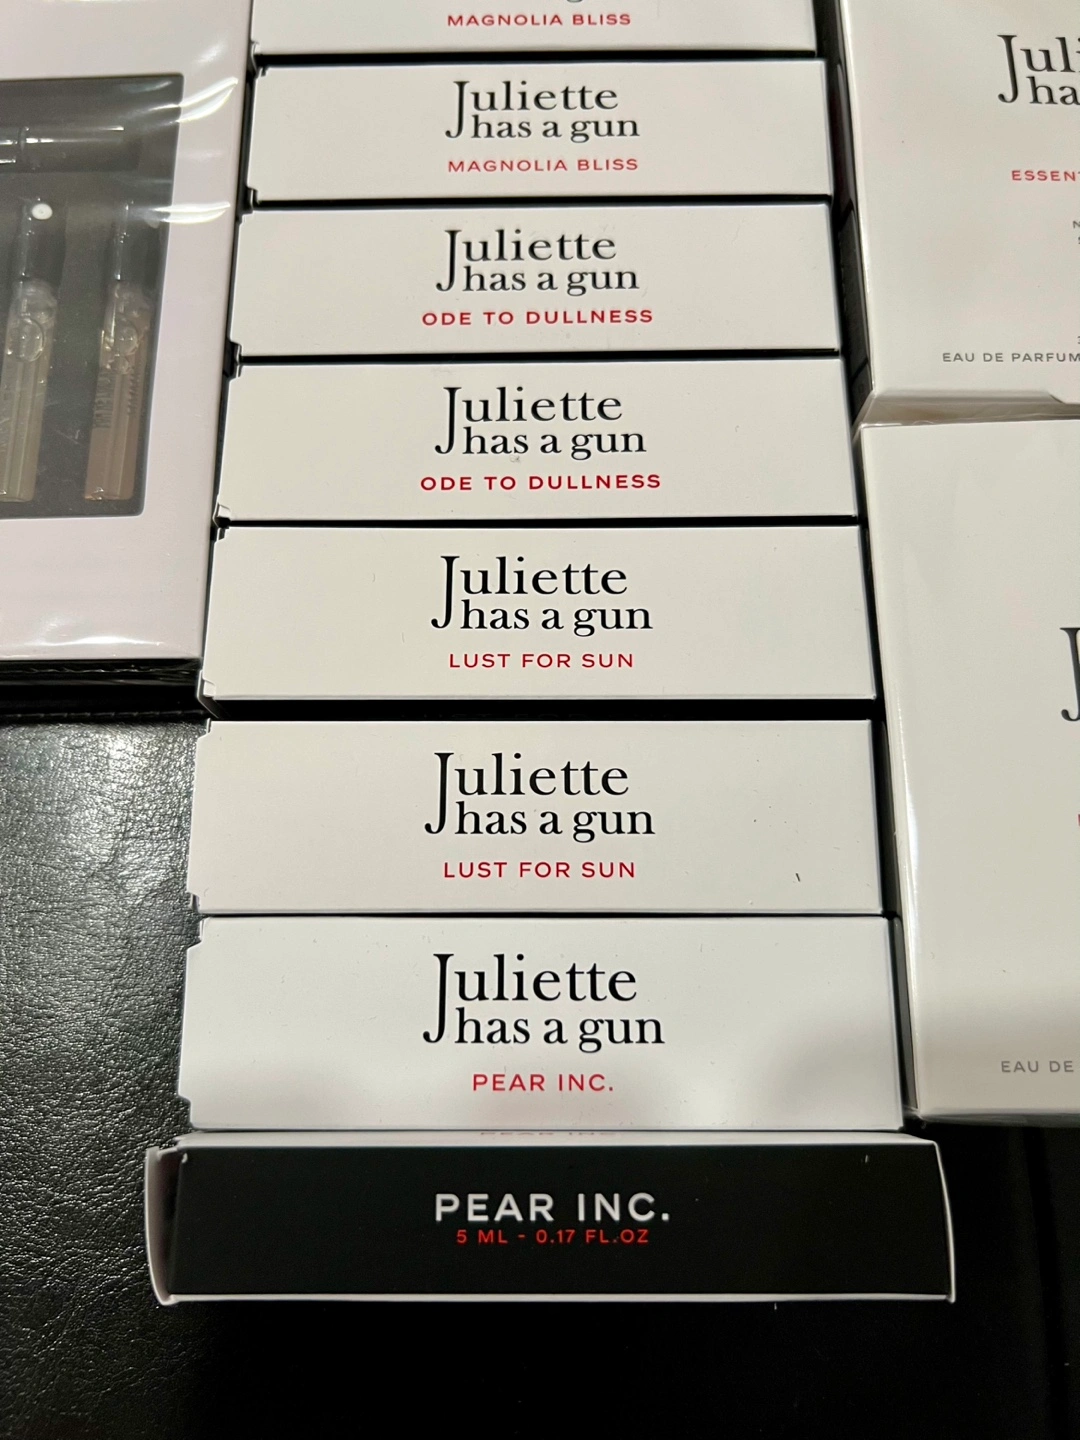 MAGNOLIA BLISS
Juliette
has a gun
MAGNOLIA BLISS
Juliette
has a gun
ODE TO DULLNESS
Juliette
has a gun
ODE TO DULLNESS
Juliette
has a gun
LUST FOR SUN
Juliette
has a gun
LUST FOR SUN
Juliette
has a gun
PEAR INC.
PEAR INC.
5 ML - 0.17 FL.OZ
EAU DE PARFUM
EAU DE